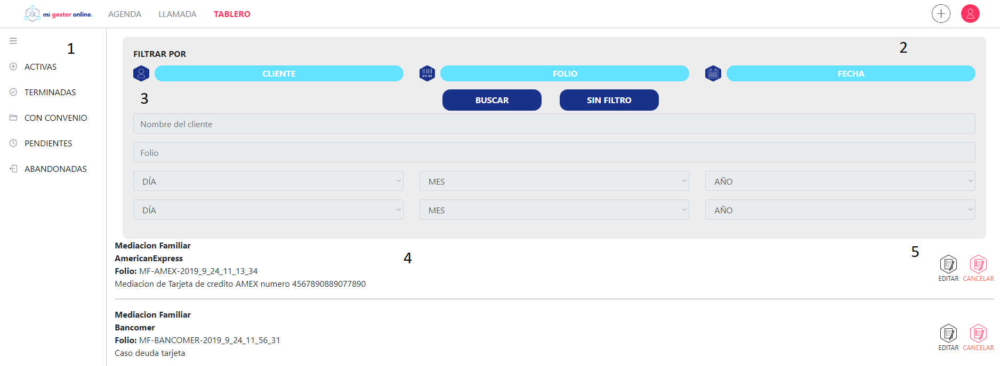 mi gestor online.
AGENDA
LLAMADA
TABLERO
1
ACTIVAS
TERMINADAS
CON CONVENIO
PENDIENTES
ABANDONADAS
2
FILTRAR POR
CLIENTE
XY-01
FOLIO
FECHA
3
BUSCAR
SIN FILTRO
Nombre del cliente
Folio
DÍA
MES
AÑO
DÍA
MES
AÑO
Mediacion Familiar
AmericanExpress
Folio: MF-AMEX-2019_9_24_11_13_34
Mediacion de Tarjeta de credito AMEX numero 4567890889077890
4
5
EDITAR
CANCELAR
Mediacion Familiar
Bancomer
Folio: MF-BANCOMER-2019_9_24_11_56_31
Caso deuda tarjeta
EDITAR
CANCELAR